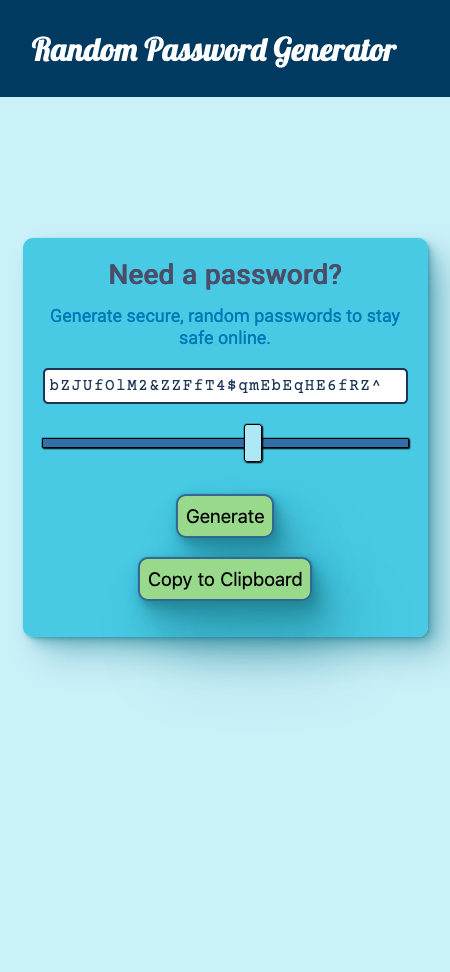 Random Password Generator
Need a password?
Generate secure, random passwords to stay
safe online.
bZJUfOlM2&ZZFfT4$qmEbEqHE6fRZ^
Generate
Copy to Clipboard